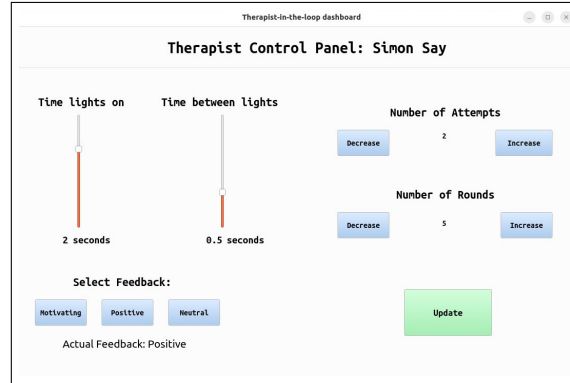 Therapist-in-the-loop dashboard
Therapist Control Panel: Simon Say
Time lights on
Time between lights
2 seconds
0.5 seconds
Number of Attempts
Decrease
2
Increase
Number of Rounds
Decrease
5
Increase
Select Feedback:
Motivating
Positive
Neutral
Actual Feedback: Positive
Update